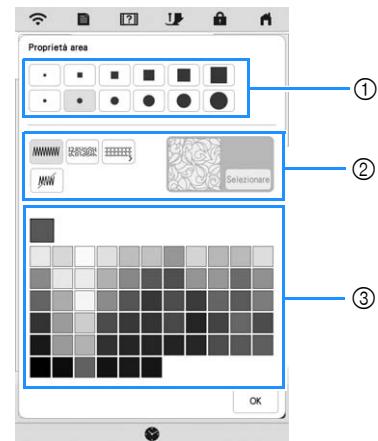 Proprietà area
①
②
Selezionare
③
OK